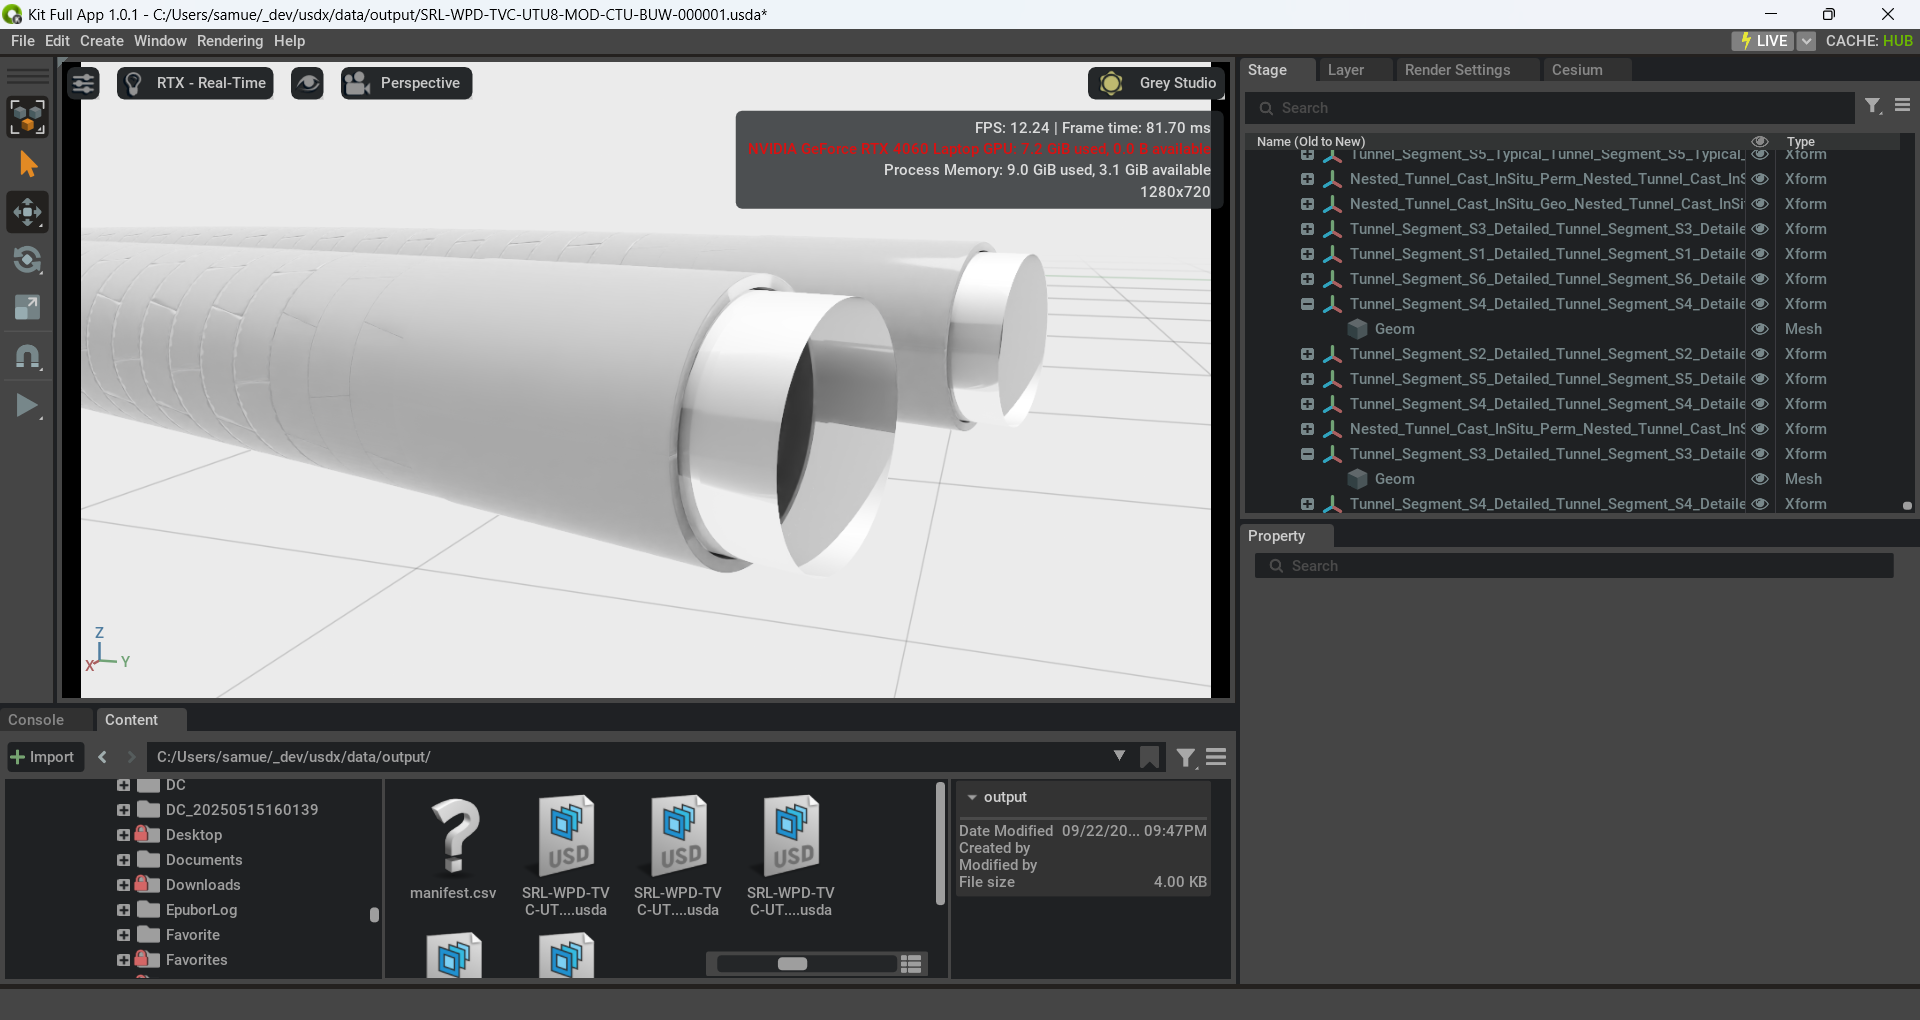 Kit Full App 1.0.1 - C:/Users/samue/_dev/usdx/data/output/SRL-WPD-TVC-UTU8-MOD-CTU-BUW-000001.usda*
File Edit Create Window Rendering Help
LIVE
CACHE: HUB
RTX - Real-Time
Perspective
Grey Studio
FPS: 12.24 | Frame time: 81.70 ms
NVIDIA GeForce RTX 4060 Laptop GPU: 7.2 GiB used, 0.0 B available
Process Memory: 9.0 GiB used, 3.1 GiB available
1280x720
Z
X
Y
Stage
Layer
Render Settings
Cesium
Search
Name (Old to New)
Type
Tunnel_Segment_S5_Typical_Tunnel_Segment_S5_Typical_ Xform
Nested_Tunnel_Cast_InSitu_Perm_Nested_Tunnel_Cast_InS Xform
Nested_Tunnel_Cast_InSitu_Geo_Nested_Tunnel_Cast_InSi Xform
Tunnel_Segment_S3_Detailed_Tunnel_Segment_S3_Detaile Xform
Tunnel_Segment_S1_Detailed_Tunnel_Segment_S1_Detaile Xform
Tunnel_Segment_S6_Detailed_Tunnel_Segment_S6_Detaile Xform
Tunnel_Segment_S4_Detailed_Tunnel_Segment_S4_Detaile Xform
Geom Mesh
Tunnel_Segment_S2_Detailed_Tunnel_Segment_S2_Detaile Xform
Tunnel_Segment_S5_Detailed_Tunnel_Segment_S5_Detaile Xform
Tunnel_Segment_S4_Detailed_Tunnel_Segment_S4_Detaile Xform
Nested_Tunnel_Cast_InSitu_Perm_Nested_Tunnel_Cast_InS Xform
Tunnel_Segment_S3_Detailed_Tunnel_Segment_S3_Detaile Xform
Geom Mesh
Tunnel_Segment_S4_Detailed_Tunnel_Segment_S4_Detaile Xform
Property
Search
Console
Content
Import
C:/Users/samue/_dev/usdx/data/output/
DC
DC_20250515160139
Desktop
Documents
Downloads
EpuborLog
Favorite
Favorites
manifest.csv
USD
SRL-WPD-TV
C-UT....usda
USD
SRL-WPD-TV
C-UT....usda
USD
SRL-WPD-TV
C-UT....usda
output
Date Modified 09/22/20... 09:47PM
Created by
Modified by
File size 4.00 KB